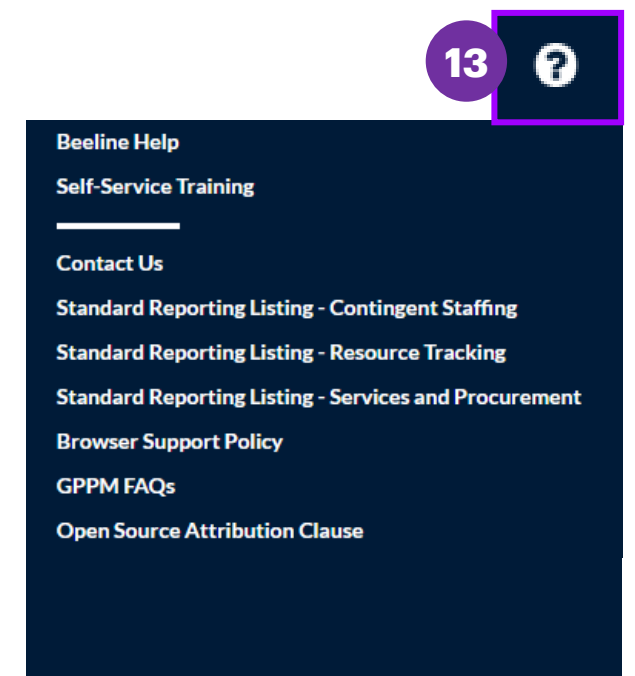 13
?
Beeline Help
Self-Service Training
Contact Us
Standard Reporting Listing - Contingent Staffing
Standard Reporting Listing - Resource Tracking
Standard Reporting Listing - Services and Procurement
Browser Support Policy
GPPM FAQs
Open Source Attribution Clause